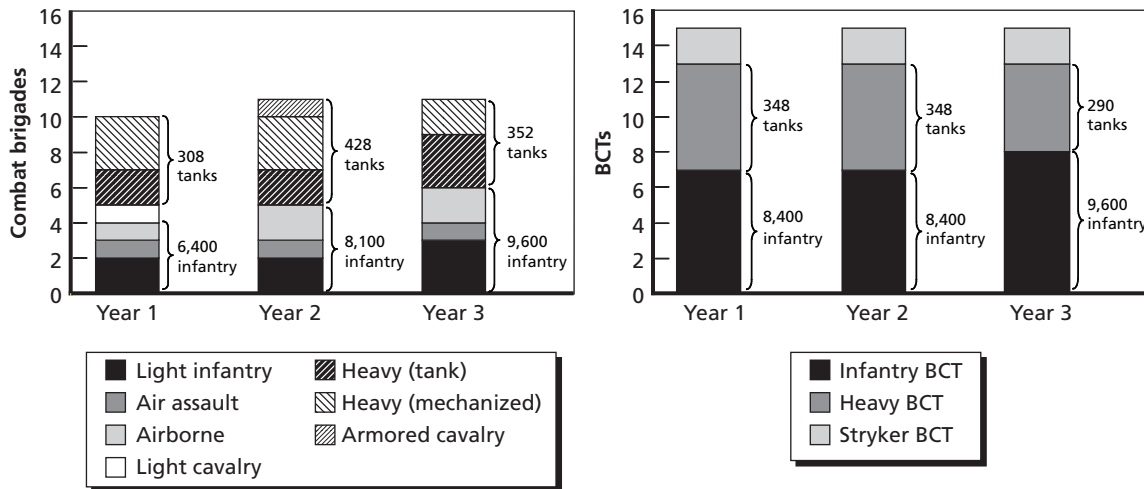 Combat brigades
16
14
12
10
8
6
4
2
0
308
tanks
6,400
infantry
428
tanks
8,100
infantry
352
tanks
9,600
infantry
Year 1
Year 2
Year 3
Light infantry
Air assault
Airborne
Light cavalry
Heavy (tank)
Heavy (mechanized)
Armored cavalry
BCTs
16
14
12
10
8
6
4
2
0
348
tanks
8,400
infantry
348
tanks
8,400
infantry
290
tanks
9,600
infantry
Year 1
Year 2
Year 3
Infantry BCT
Heavy BCT
Stryker BCT